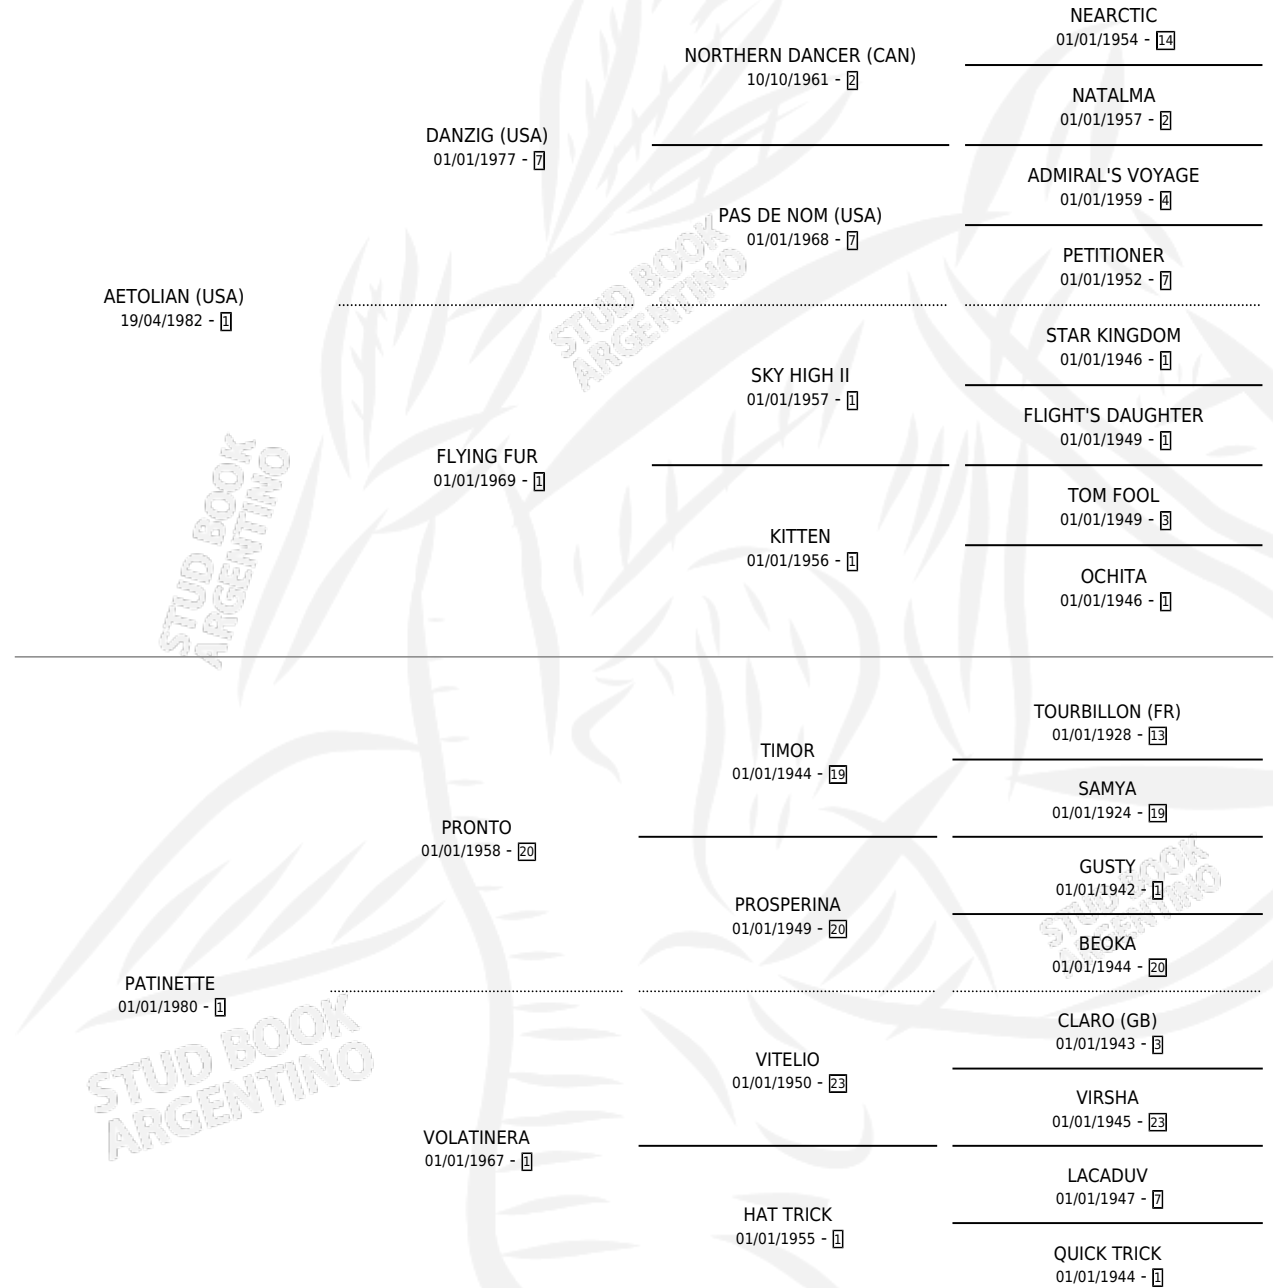 NEARCTIC
01/01/1954 - 14
NORTHERN DANCER (CAN)
10/10/1961 - 2
NATALMA
01/01/1957 - 2
DANZIG (USA)
01/01/1977 - 7
ADMIRAL'S VOYAGE
01/01/1959 - 4
PAS DE NOM (USA)
01/01/1968 - 7
PETITIONER
01/01/1952 - 7
AETOLIAN (USA)
19/04/1982 - 1
STAR KINGDOM
01/01/1946 - 1
SKY HIGH II
01/01/1957 - 1
FLIGHT'S DAUGHTER
01/01/1949 - 1
FLYING FUR
01/01/1969 - 1
TOM FOOL
01/01/1949 - 3
KITTEN
01/01/1956 - 1
OCHITA
01/01/1946 - 1
STUD BOOK
ARGENTINO
STUD BOOK
ARGENTINO
TOURBILLON (FR)
01/01/1928 - 13
TIMOR
01/01/1944 - 19
SAMYA
01/01/1924 - 19
PRONTO
01/01/1958 - 20
GUSTY
01/01/1942 - 1
PROSPERINA
01/01/1949 - 20
BEOKA
01/01/1944 - 20
PATINETTE
01/01/1980 - 1
CLARO (GB)
01/01/1943 - 3
VITELIO
01/01/1950 - 23
VIRSHA
01/01/1945 - 23
VOLATINERA
01/01/1967 - 1
LACADUV
01/01/1947 - 7
HAT TRICK
01/01/1955 - 1
QUICK TRICK
01/01/1944 - 1
STUD BOOK
ARGENTINO
STUD BOOK
ARGENTINO